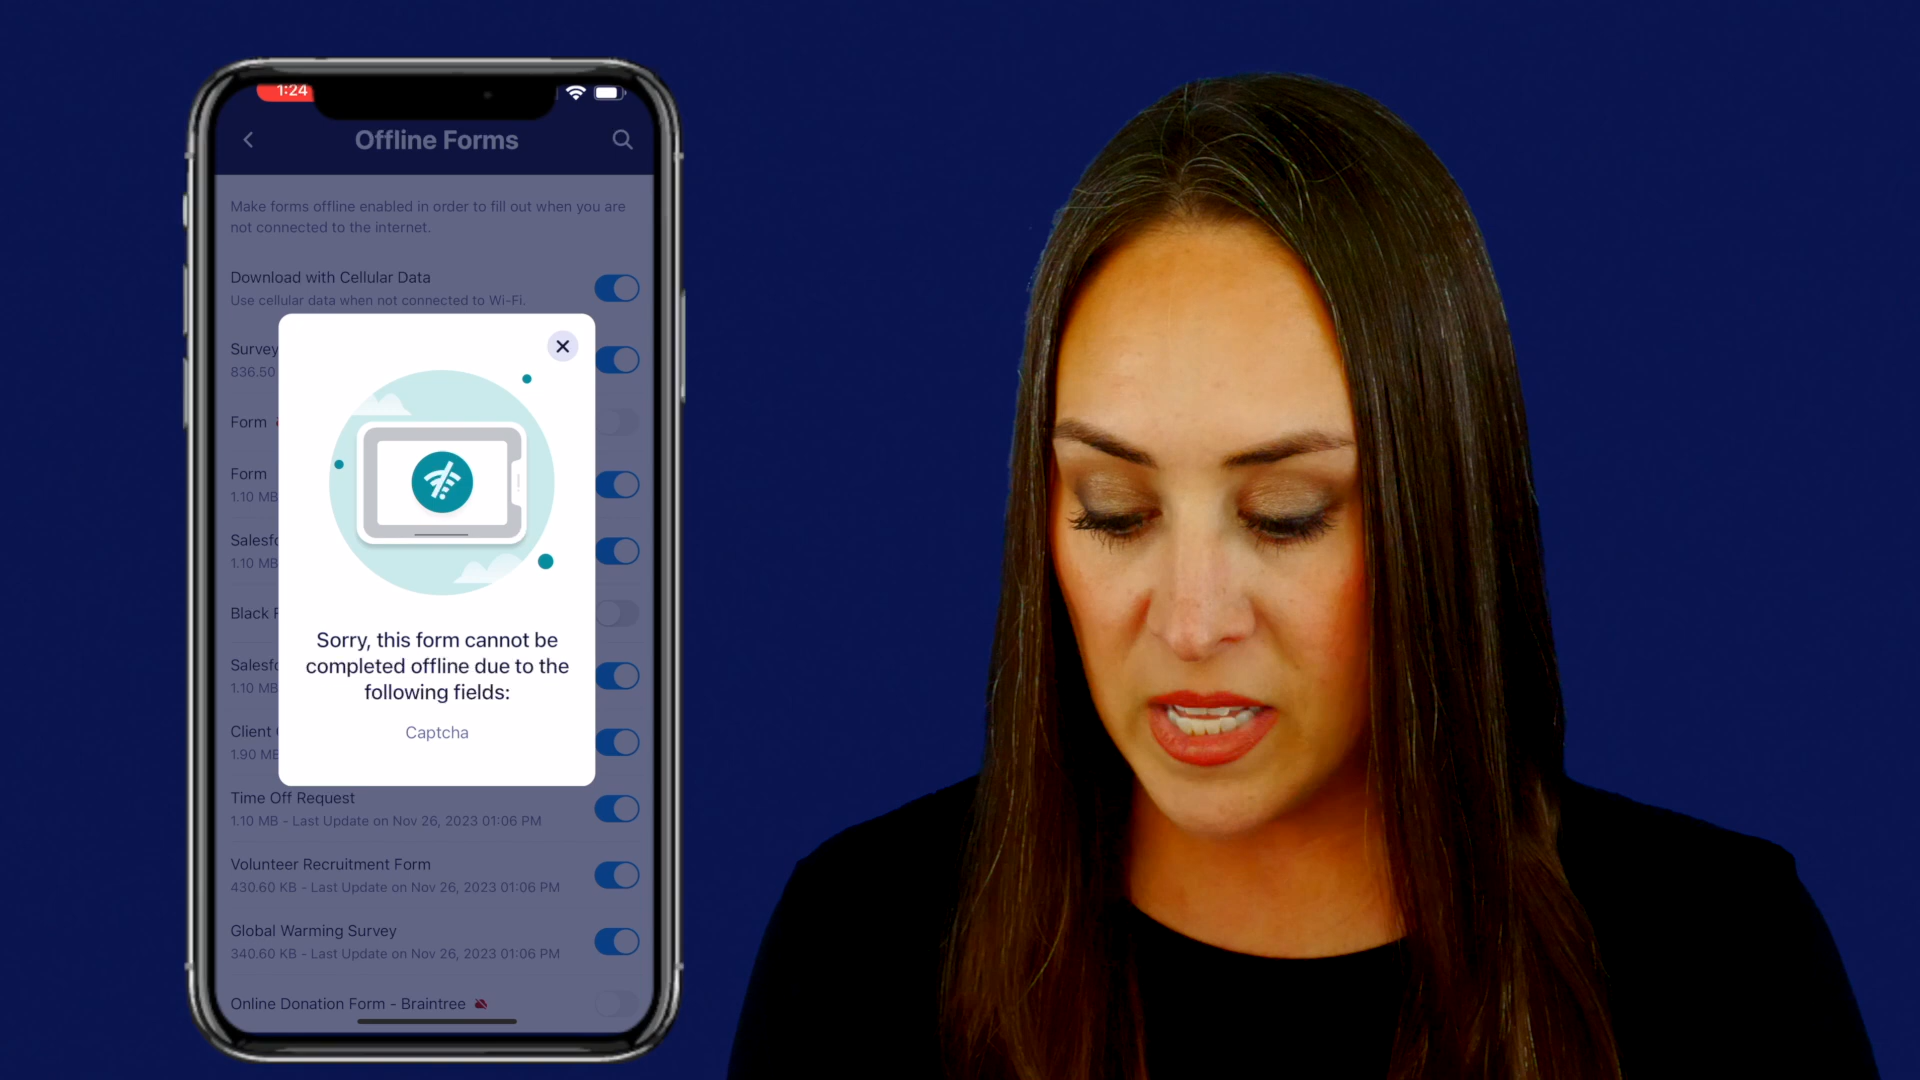 1:24
Offline Forms
Make forms offline enabled in order to fill out when you are
not connected to the internet.
Download with Cellular Data
Use cellular data when not connected to Wi-Fi.
Survey
836.50
Form
Form
1.10 MB
1.10 MB
Black
1.10 MB
Client
1.90 MB
Sorry, this form cannot be
completed offline due to the
following fields:
Captcha
Time Off Request
1.10 MB - Last Update on Nov 26, 2023 01:06 PM
Volunteer Recruitment Form
430.60 KB - Last Update on Nov 26, 2023 01:06 PM
Global Warming Survey
340.60 KB - Last Update on Nov 26, 2023 01:06 PM
Online Donation Form - Braintree